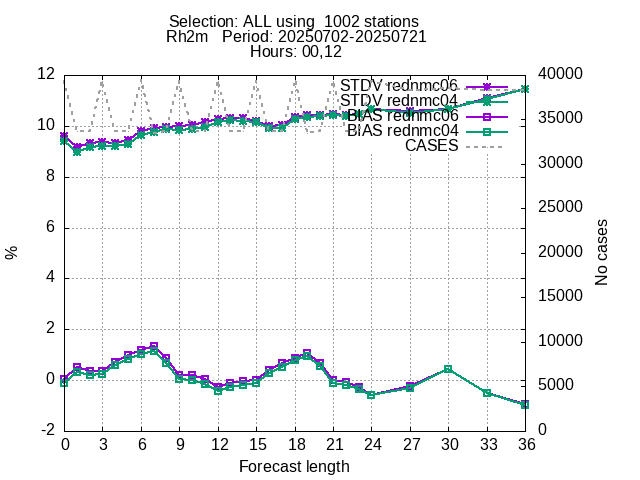 Selection: ALL using  1002 stations
Rh2m   Period: 20250702-20250721
Hours: 00,12
STDV rednmc06
STDV rednmc04
BIAS rednmc06
BIAS rednmc04
CASES
12
10
8
6
4
2
0
-2
%
40000
35000
30000
25000
20000
15000
10000
5000
0
No cases
0 3 6 9 12 15 18 21 24 27 30 33 36
Forecast length